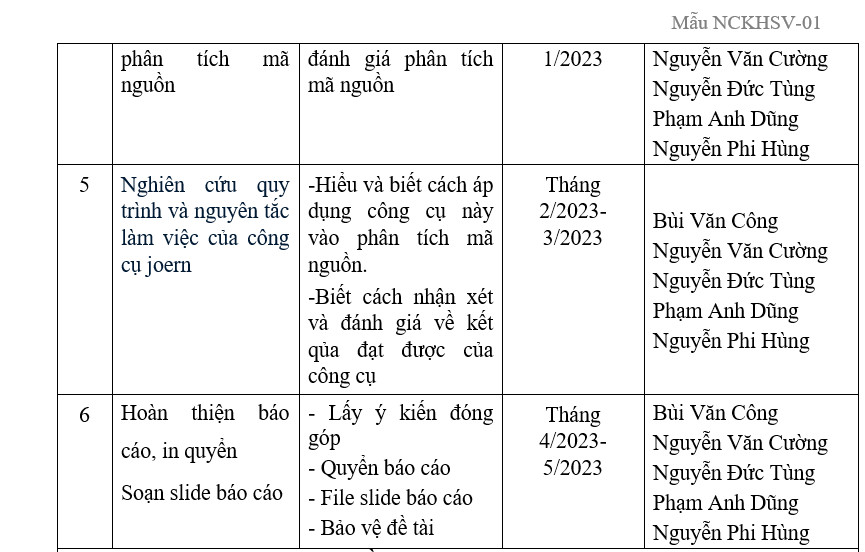 Mẫu NCKHSV-01
phân tích mã
nguồn
đánh giá phân tích
mã nguồn
1/2023
Nguyễn Văn Cường
Nguyễn Đức Tùng
Phạm Anh Dũng
Nguyễn Phi Hùng
5
Nghiên cứu quy
trình và nguyên tắc
làm việc của công
cụ joern
-Hiểu và biết cách áp
dụng công cụ này
vào phân tích mã
nguồn.
-Biết cách nhận xét
và đánh giá về kết
qủa đạt được của
công cụ
Tháng
2/2023-
3/2023
Bùi Văn Công
Nguyễn Văn Cường
Nguyễn Đức Tùng
Phạm Anh Dũng
Nguyễn Phi Hùng
6
Hoàn thiện báo
cáo, in quyển
Soạn slide báo cáo
- Lấy ý kiến đóng
góp
- Quyển báo cáo
- File slide báo cáo
- Bảo vệ đề tài
Tháng
4/2023-
5/2023
Bùi Văn Công
Nguyễn Văn Cường
Nguyễn Đức Tùng
Phạm Anh Dũng
Nguyễn Phi Hùng